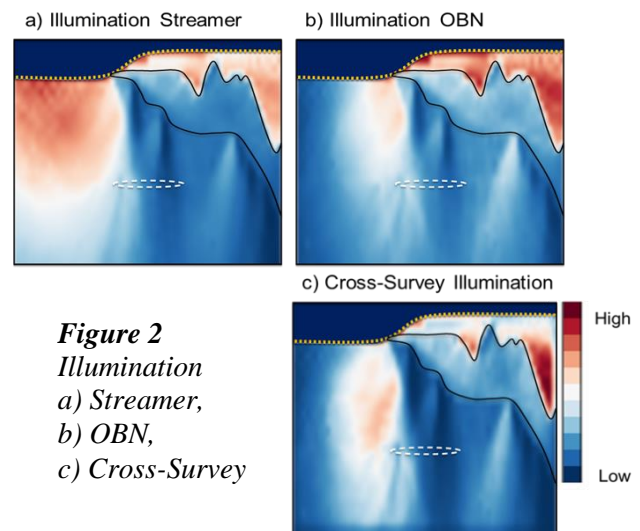 a) Illumination Streamer
b) Illumination OBN
c) Cross-Survey Illumination
High
Low
Figure 2
Illumination
a) Streamer,
b) OBN,
c) Cross-Survey